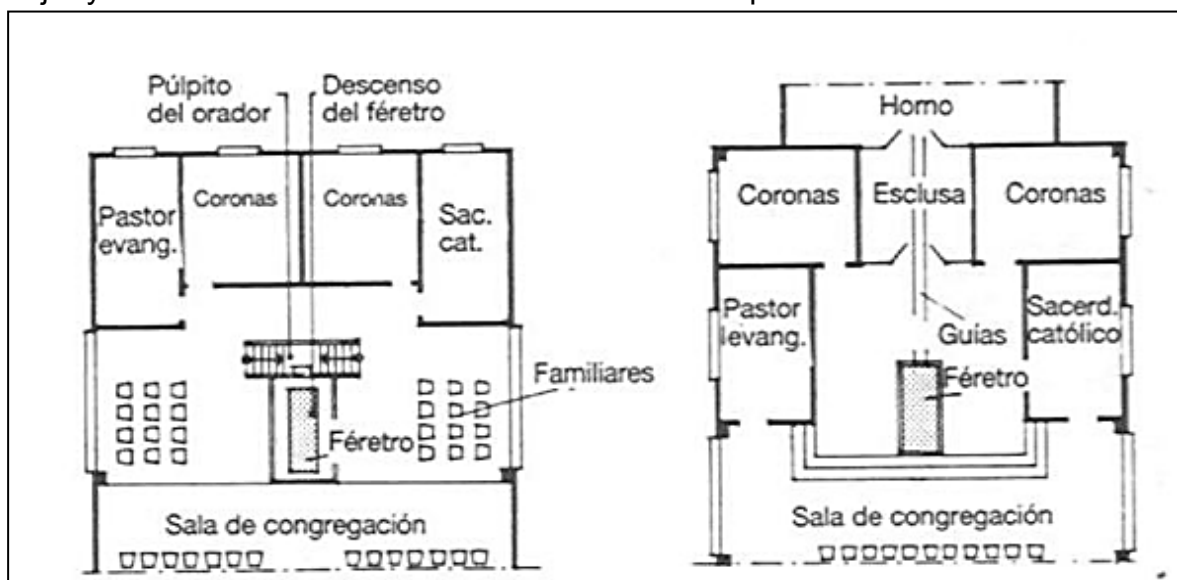 Púlpito
del orador
Descenso
del féretro
Pastor
evang.
Coronas
Coronas
Sac.
cat.
Familiares
Féretro
Sala de congregación
Horno
Coronas
Esclusa
Coronas
Pastor
levang.
Guías
Sacerd.
católico
Féretro
Sala de congregación